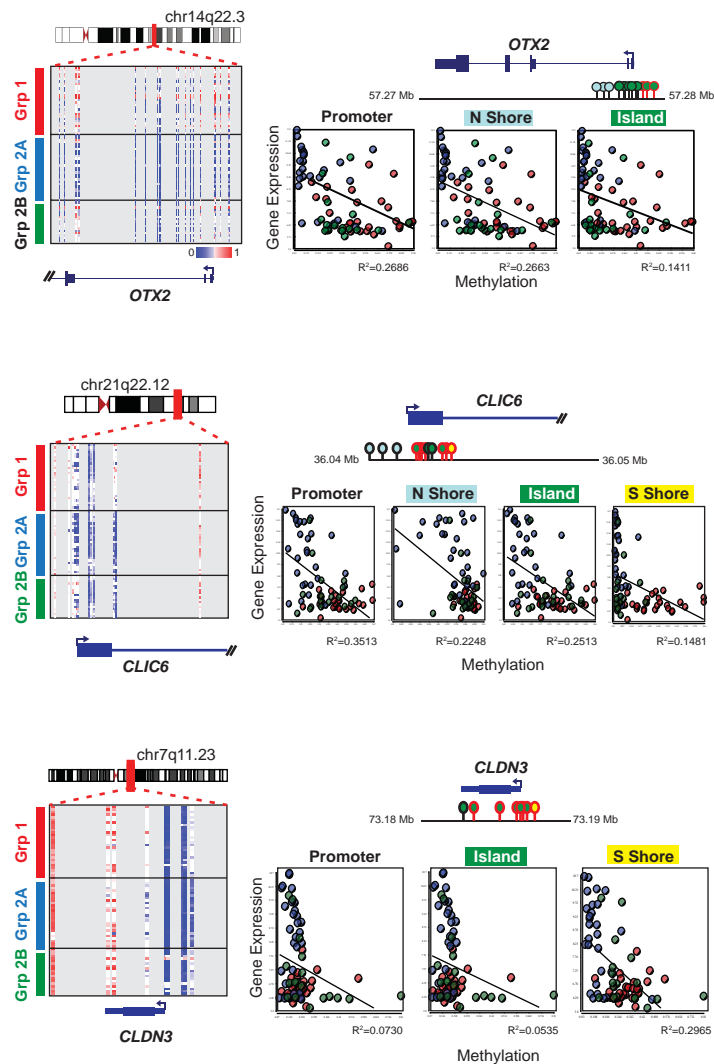 chr14q22.3
Grp 1
Grp 2A
Grp 2B
0 1
OTX2
OTX2
57.27 Mb
57.28 Mb
Promoter
N Shore
Island
Gene Expression
R²=0.2686
R²=0.2663
R²=0.1411
Methylation
chr21q22.12
Grp 1
Grp 2A
Grp 2B
CLIC6
CLIC6
36.04 Mb
36.05 Mb
Promoter
N Shore
Island
S Shore
Gene Expression
R²=0.3513
R²=0.2248
R²=0.2513
R²=0.1481
Methylation
chr7q11.23
Grp 1
Grp 2A
Grp 2B
CLDN3
CLDN3
73.18 Mb
73.19 Mb
Promoter
Island
S Shore
Gene Expression
R²=0.0730
R²=0.0535
R²=0.2965
Methylation